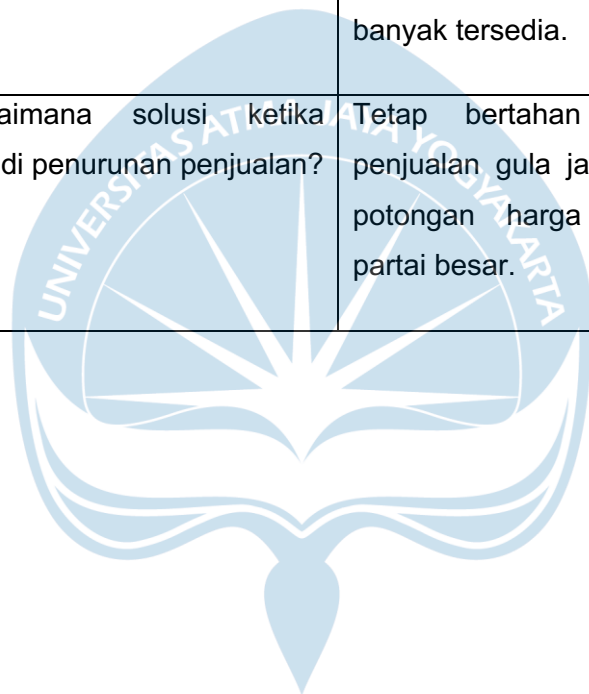 banyak tersedia.
aimana solusi ketika
di penurunan penjualan?
Tetap bertahan
penjualan gula ja
potongan harga
partai besar.
UNIVERSITAS ATMA JAYA YOGYAKARTA